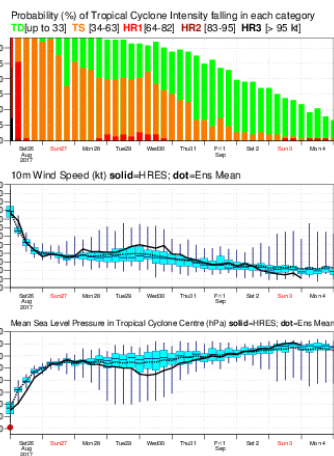 Probability (%) of Tropical Cyclone Intensity falling in each category
TD[up to 33] TS [34-63] HR1[64-82] HR2 [83-95] HR3 [> 95 kt]
Sat26 Sun27 Mon28 Tue29 Wed30 Thu31 Fri 1 Sat 2 Sun 3 Mon 4
Aug Sep
2017
10m Wind Speed (kt) solid=HRES; dot=Ens Mean
Sat26 Sun27 Mon28 Tue29 Wed30 Thu31 Fri 1 Sat 2 Sun 3 Mon 4
Aug Sep
2017
Mean Sea Level Pressure in Tropical Cyclone Centre (hPa) solid=HRES; dot=Ens Mean
Sat26 Sun27 Mon28 Tue29 Wed30 Thu31 Fri 1 Sat 2 Sun 3 Mon 4
Aug Sep
2017